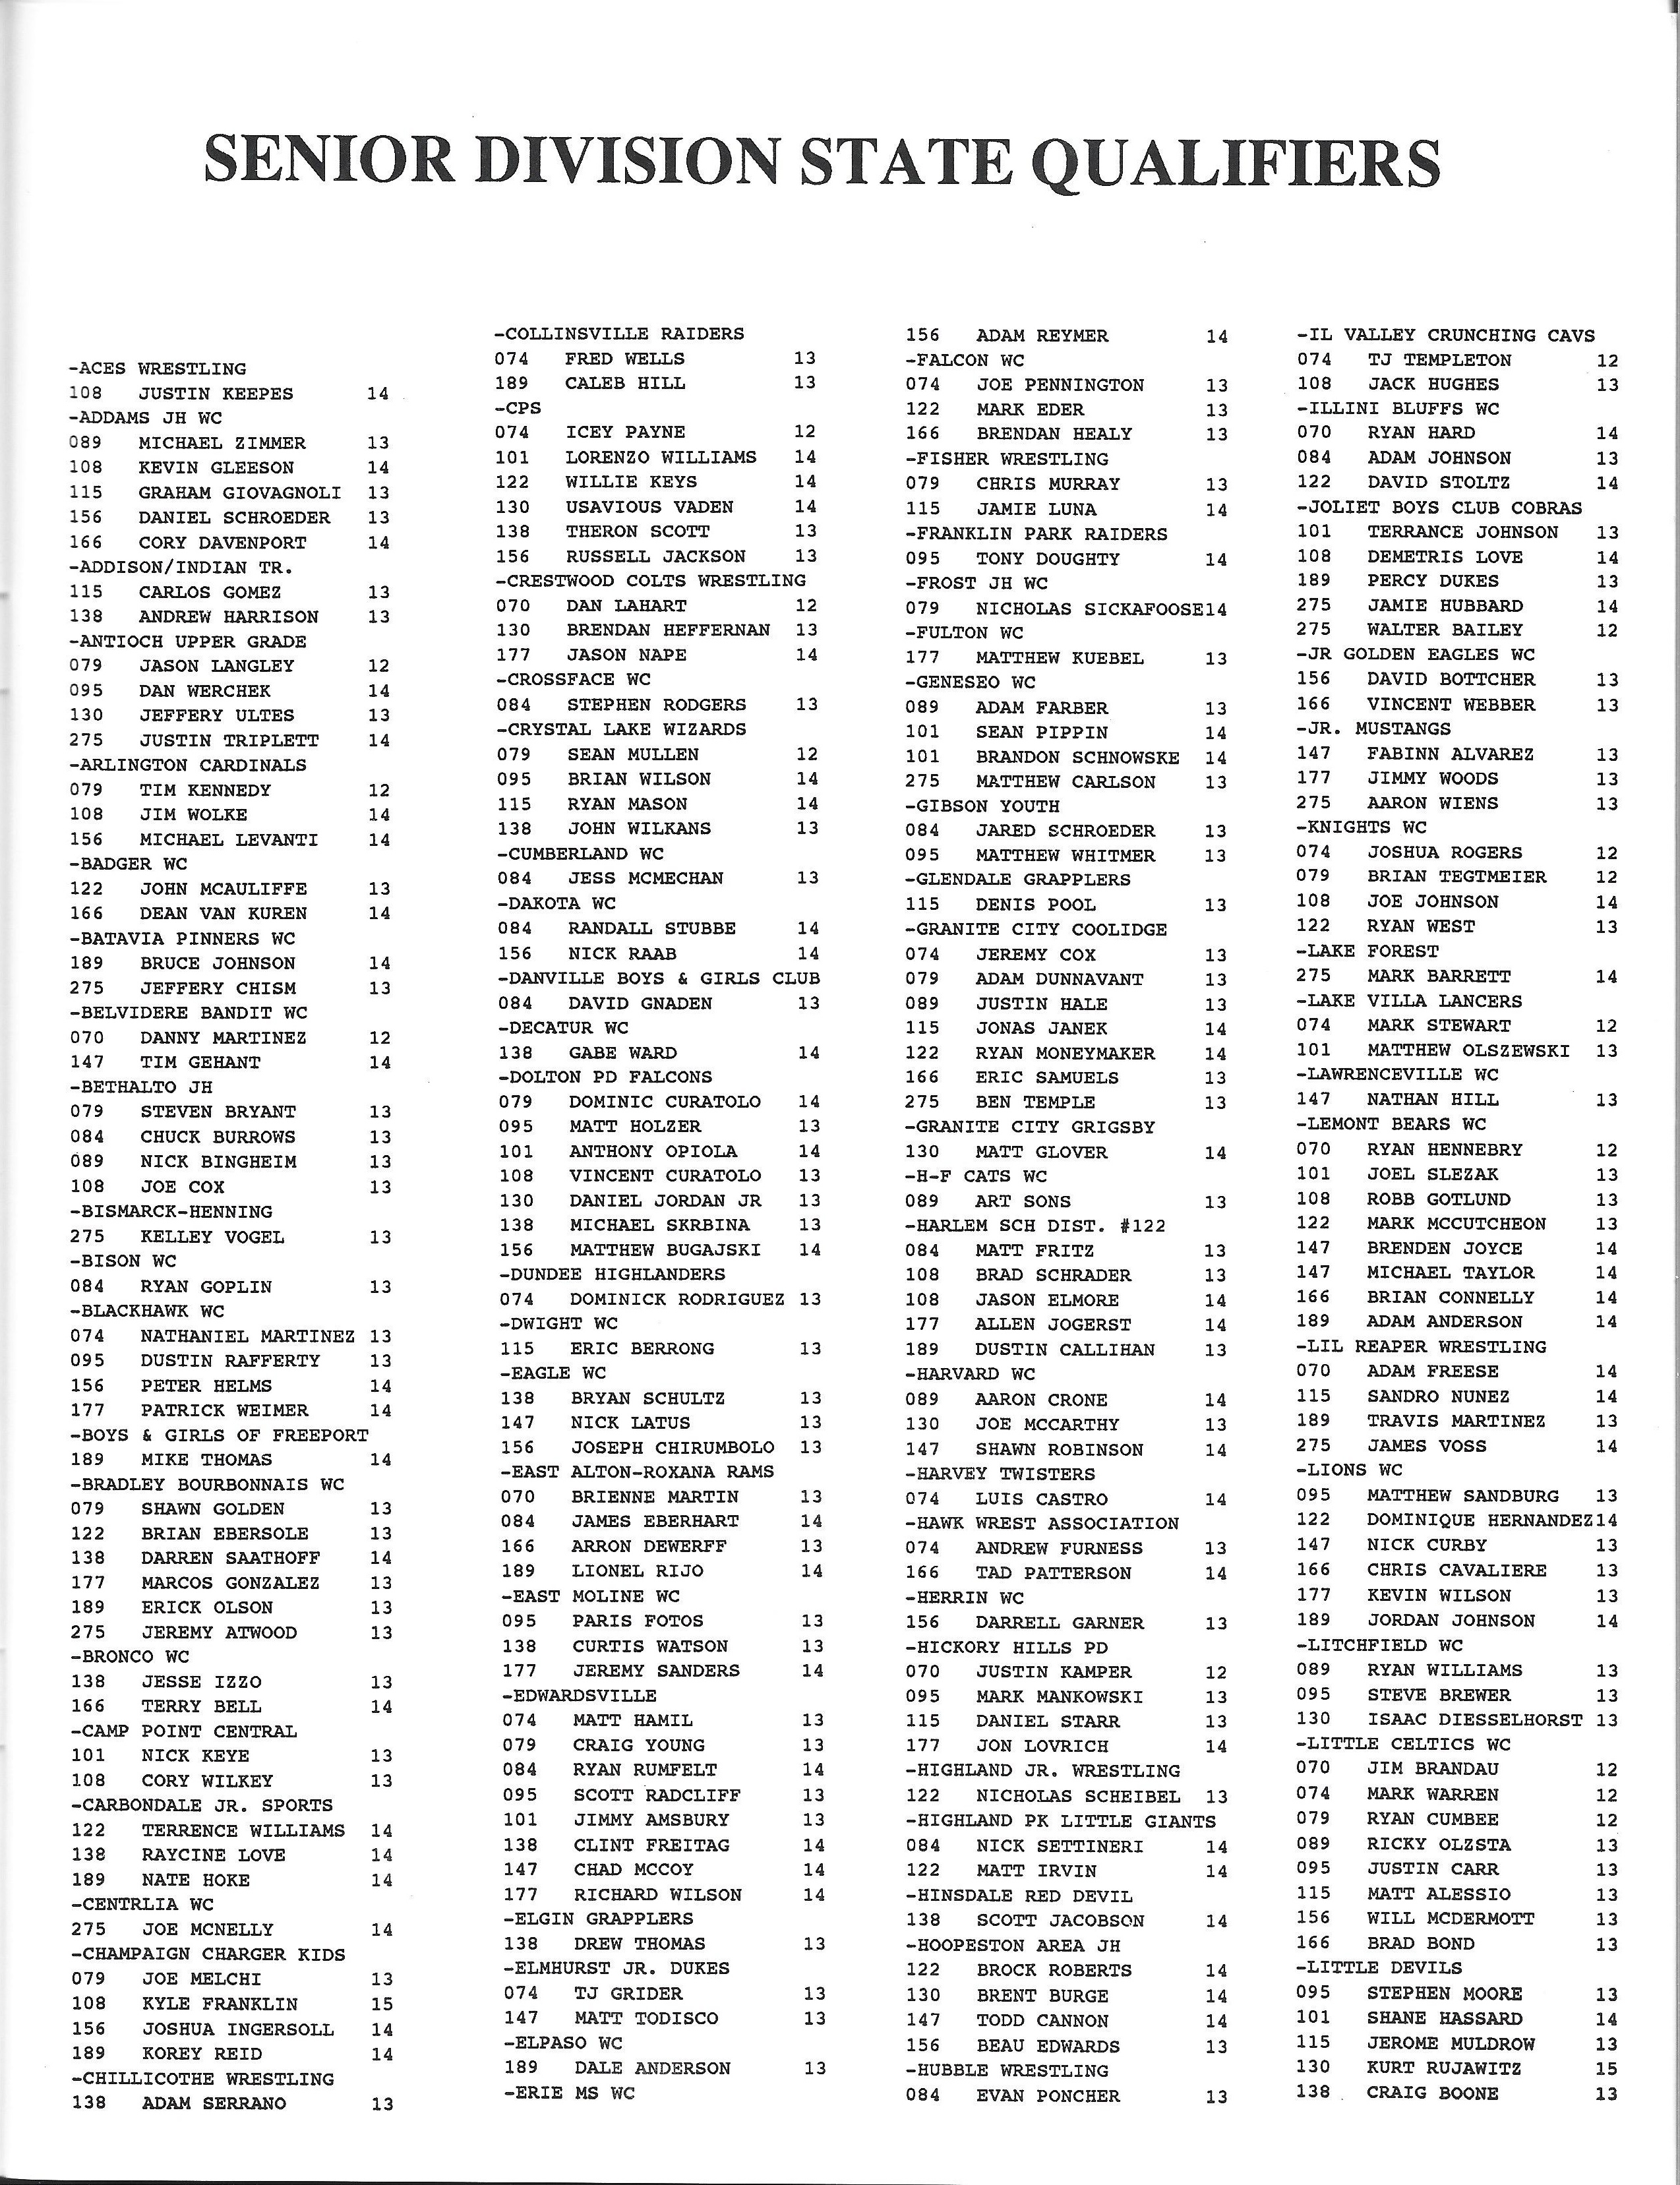 SENIOR DIVISION STATE QUALIFIERS
-ACES WRESTLING
108 JUSTIN KEEPES 14
-ADDAMS JH WC
089 MICHAEL ZIMMER 13
108 KEVIN GLEESON 14
115 GRAHAM GIOVAGNOLI 13
156 DANIEL SCHROEDER 13
166 CORY DAVENPORT 14
-ADDISON/INDIAN TR.
115 CARLOS GOMEZ 13
138 ANDREW HARRISON 13
-ANTIOCH UPPER GRADE
079 JASON LANGLEY 12
095 DAN WERCHEK 14
130 JEFFERY ULTES 13
275 JUSTIN TRIPLETT 14
-ARLINGTON CARDINALS
079 TIM KENNEDY 12
108 JIM WOLKE 14
156 MICHAEL LEVANTI 14
-BADGER WC
122 JOHN MCAULIFFE 13
166 DEAN VAN KUREN 14
-BATAVIA PINNERS WC
189 BRUCE JOHNSON 14
275 JEFFERY CHISM 13
-BELVIDERE BANDIT WC
070 DANNY MARTINEZ 12
147 TIM GEHANT 14
-BETHALTO JH
079 STEVEN BRYANT 13
084 CHUCK BURROWS 13
089 NICK BINGHEIM 13
108 JOE COX 13
-BISMARCK-HENNING
275 KELLEY VOGEL 13
-BISON WC
084 RYAN GOPLIN 13
-BLACKHAWK WC
074 NATHANIEL MARTINEZ 13
095 DUSTIN RAFFERTY 13
156 PETER HELMS 14
177 PATRICK WEIMER 14
-BOYS & GIRLS OF FREEPORT
189 MIKE THOMAS 14
-BRADLEY BOURBONNAIS WC
079 SHAWN GOLDEN 13
122 BRIAN EBERSOLE 13
138 DARREN SAATHOFF 14
177 MARCOS GONZALEZ 13
189 ERICK OLSON 13
275 JEREMY ATWOOD 13
-BRONCO WC
138 JESSE IZZO 13
166 TERRY BELL 14
-CAMP POINT CENTRAL
101 NICK KEYE 13
108 CORY WILKEY 13
-CARBONDALE JR. SPORTS
122 TERRENCE WILLIAMS 14
138 RAYCINE LOVE 14
189 NATE HOKE 14
-CENTRLIA WC
275 JOE MCNELLY 14
-CHAMPAIGN CHARGER KIDS
079 JOE MELCHI 13
108 KYLE FRANKLIN 15
156 JOSHUA INGERSOLL 14
189 KOREY REID 14
-CHILLICOTHE WRESTLING
138 ADAM SERRANO 13
-COLLINSVILLE RAIDERS
074 FRED WELLS 13
189 CALEB HILL 13
-CPS
074 ICEY PAYNE 12
101 LORENZO WILLIAMS 14
122 WILLIE KEYS 14
130 USAVIOUS VADEN 14
138 THERON SCOTT 13
156 RUSSELL JACKSON 13
-CRESTWOOD COLTS WRESTLING
070 DAN LAHART 12
130 BRENDAN HEFFERNAN 13
177 JASON NAPE 14
-CROSSFACE WC
084 STEPHEN RODGERS 13
-CRYSTAL LAKE WIZARDS
079 SEAN MULLEN 12
095 BRIAN WILSON 14
115 RYAN MASON 14
138 JOHN WILKANS 13
-CUMBERLAND WC
084 JESS MCMECHAN 13
-DAKOTA WC
084 RANDALL STUBBE 14
156 NICK RAAB 14
-DANVILLE BOYS & GIRLS CLUB
084 DAVID GNADEN 13
-DECATUR WC
138 GABE WARD 14
-DOLTON PD FALCONS
079 DOMINIC CURATOLO 14
095 MATT HOLZER 13
101 ANTHONY OPIOLA 14
108 VINCENT CURATOLO 13
130 DANIEL JORDAN JR 13
138 MICHAEL SKRBINA 13
156 MATTHEW BUGAJSKI 14
-DUNDEE HIGHLANDERS
074 DOMINICK RODRIGUEZ 13
-DWIGHT WC
115 ERIC BERRONG 13
-EAGLE WC
138 BRYAN SCHULTZ 13
147 NICK LATUS 13
156 JOSEPH CHIRUMBOLO 13
-EAST ALTON-ROXANA RAMS
070 BRIENNE MARTIN 13
084 JAMES EBERHART 14
166 ARRON DEWERFF 13
189 LIONEL RIJO 14
-EAST MOLINE WC
095 PARIS FOTOS 13
138 CURTIS WATSON 13
177 JEREMY SANDERS 14
-EDWARDSVILLE
074 MATT HAMIL 13
079 CRAIG YOUNG 13
084 RYAN RUMFELT 14
095 SCOTT RADCLIFF 13
101 JIMMY AMSBURY 13
138 CLINT FREITAG 14
147 CHAD MCCOY 14
177 RICHARD WILSON 14
-ELGIN GRAPPLERS
138 DREW THOMAS 13
-ELMHURST JR. DUKES
074 TJ GRIDER 13
147 MATT TODISCO 13
-ELPASO WC
189 DALE ANDERSON 13
-ERIE MS WC
156 ADAM REYMER 14
-FALCON WC
074 JOE PENNINGTON 13
122 MARK EDER 13
166 BRENDAN HEALY 13
-FISHER WRESTLING
079 CHRIS MURRAY 13
115 JAMIE LUNA 14
-FRANKLIN PARK RAIDERS
095 TONY DOUGHTY 14
-FROST JH WC
079 NICHOLAS SICKAFOOSE14
-FULTON WC
177 MATTHEW KUEBEL 13
-GENESEO WC
089 ADAM FARBER 13
101 SEAN PIPPIN 14
101 BRANDON SCHNOWSKE 14
275 MATTHEW CARLSON 13
-GIBSON YOUTH
084 JARED SCHROEDER 13
095 MATTHEW WHITMER 13
-GLENDALE GRAPPLERS
115 DENIS POOL 13
-GRANITE CITY COOLIDGE
074 JEREMY COX 13
079 ADAM DUNNAVANT 13
089 JUSTIN HALE 13
115 JONAS JANEK 14
122 RYAN MONEYMAKER 14
166 ERIC SAMUELS 13
275 BEN TEMPLE 13
-GRANITE CITY GRIGSBY
130 MATT GLOVER 14
-H-F CATS WC
089 ART SONS 13
-HARLEM SCH DIST. #122
084 MATT FRITZ 13
108 BRAD SCHRADER 13
108 JASON ELMORE 14
177 ALLEN JOGERST 14
189 DUSTIN CALLIHAN 13
-HARVARD WC
089 AARON CRONE 14
130 JOE MCCARTHY 13
147 SHAWN ROBINSON 14
-HARVEY TWISTERS
074 LUIS CASTRO 14
-HAWK WREST ASSOCIATION
074 ANDREW FURNESS 13
166 TAD PATTERSON 14
-HERRIN WC
156 DARRELL GARNER 13
-HICKORY HILLS PD
070 JUSTIN KAMPER 12
095 MARK MANKOWSKI 13
115 DANIEL STARR 13
177 JON LOVRICH 14
-HIGHLAND JR. WRESTLING
122 NICHOLAS SCHEIBEL 13
-HIGHLAND PK LITTLE GIANTS
084 NICK SETTINERI 14
122 MATT IRVIN 14
-HINSDALE RED DEVIL
138 SCOTT JACOBSON 14
-HOOPESTON AREA JH
122 BROCK ROBERTS 14
130 BRENT BURGE 14
147 TODD CANNON 14
156 BEAU EDWARDS 13
-HUBBLE WRESTLING
084 EVAN PONCHER 13
-IL VALLEY CRUNCHING CAVS
074 TJ TEMPLETON 12
108 JACK HUGHES 13
-ILLINI BLUFFS WC
070 RYAN HARD 14
084 ADAM JOHNSON 13
122 DAVID STOLTZ 14
-JOLIET BOYS CLUB COBRAS
101 TERRANCE JOHNSON 13
108 DEMETRIS LOVE 14
189 PERCY DUKES 13
275 JAMIE HUBBARD 14
275 WALTER BAILEY 12
-JR GOLDEN EAGLES WC
156 DAVID BOTTCHER 13
166 VINCENT WEBBER 13
-JR. MUSTANGS
147 FABINN ALVAREZ 13
177 JIMMY WOODS 13
275 AARON WIENS 13
-KNIGHTS WC
074 JOSHUA ROGERS 12
079 BRIAN TEGTMEIER 12
108 JOE JOHNSON 14
122 RYAN WEST 13
-LAKE FOREST
275 MARK BARRETT 14
-LAKE VILLA LANCERS
074 MARK STEWART 12
101 MATTHEW OLSZEWSKI 13
-LAWRENCEVILLE WC
147 NATHAN HILL 13
-LEMONT BEARS WC
070 RYAN HENNEBRY 12
101 JOEL SLEZAK 13
108 ROBB GOTLUND 13
122 MARK MCCUTCHEON 13
147 BRENDEN JOYCE 14
147 MICHAEL TAYLOR 14
166 BRIAN CONNELLY 14
189 ADAM ANDERSON 14
-LIL REAPER WRESTLING
070 ADAM FREESE 14
115 SANDRO NUNEZ 14
189 TRAVIS MARTINEZ 13
275 JAMES VOSS 14
-LIONS WC
095 MATTHEW SANDBURG 13
122 DOMINIQUE HERNANDEZ14
147 NICK CURBY 13
166 CHRIS CAVALIERE 13
177 KEVIN WILSON 13
189 JORDAN JOHNSON 14
-LITCHFIELD WC
089 RYAN WILLIAMS 13
095 STEVE BREWER 13
130 ISAAC DIESSELHORST 13
-LITTLE CELTICS WC
070 JIM BRANDAU 12
074 MARK WARREN 12
079 RYAN CUMBEE 12
089 RICKY OLZSTA 13
095 JUSTIN CARR 13
115 MATT ALESSIO 13
156 WILL MCDERMOTT 13
166 BRAD BOND 13
-LITTLE DEVILS
095 STEPHEN MOORE 13
101 SHANE HASSARD 14
115 JEROME MULDROW 13
130 KURT RUJAWITZ 15
138 CRAIG BOONE 13